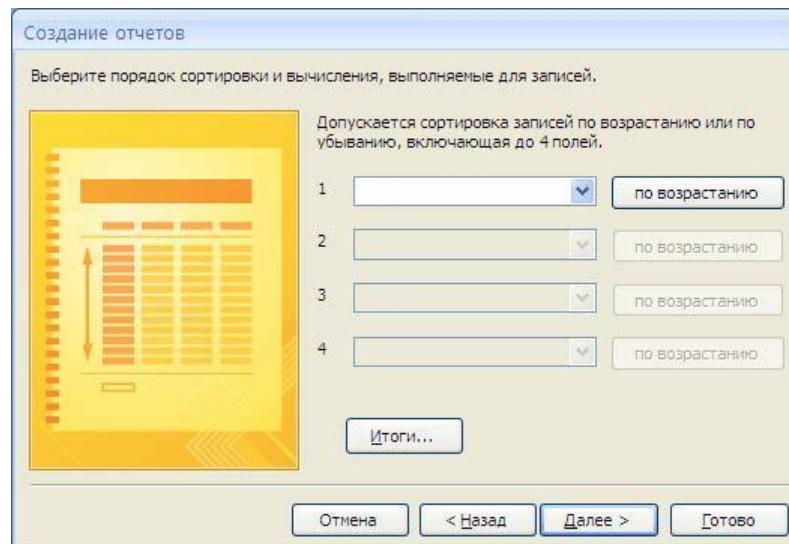 Создание отчетов
Выберите порядок сортировки и вычисления, выполняемые для записей.
Допускается сортировка записей по возрастанию или по
убыванию, включающая до 4 полей.
1 по возрастанию
2 по возрастанию
3 по возрастанию
4 по возрастанию
Итоги...
Отмена < Назад Далее > Готово